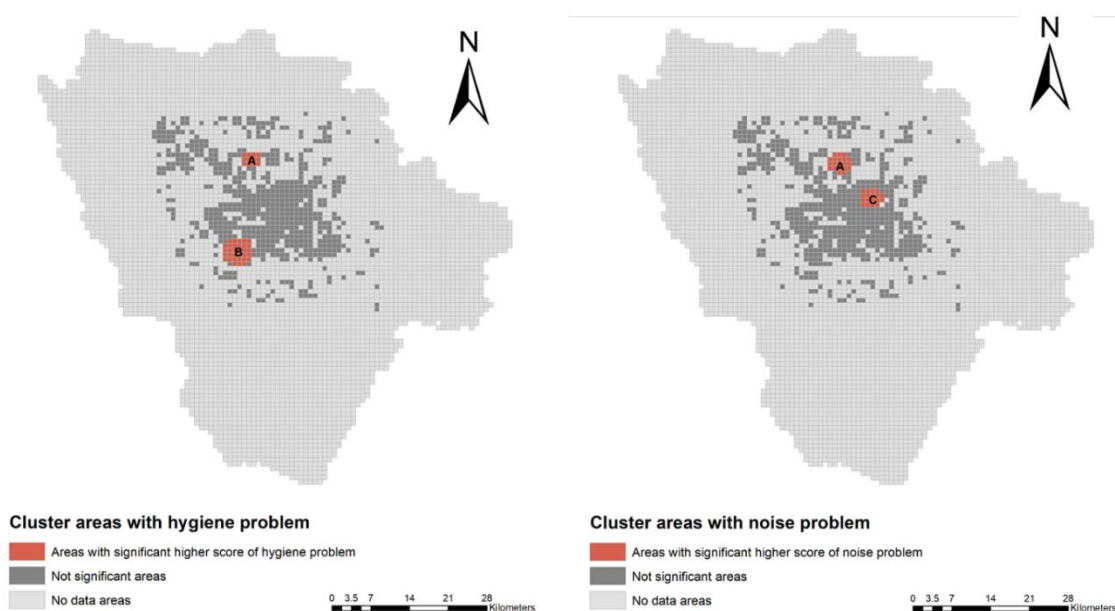 N
A
B
Cluster areas with hygiene problem
Areas with significant higher score of hygiene problem
Not significant areas
No data areas
0 3.5 7 14 21 28
Kilometers
N
A
C
Cluster areas with noise problem
Areas with significant higher score of noise problem
Not significant areas
No data areas
0 3.5 7 14 21 28
Kilometers